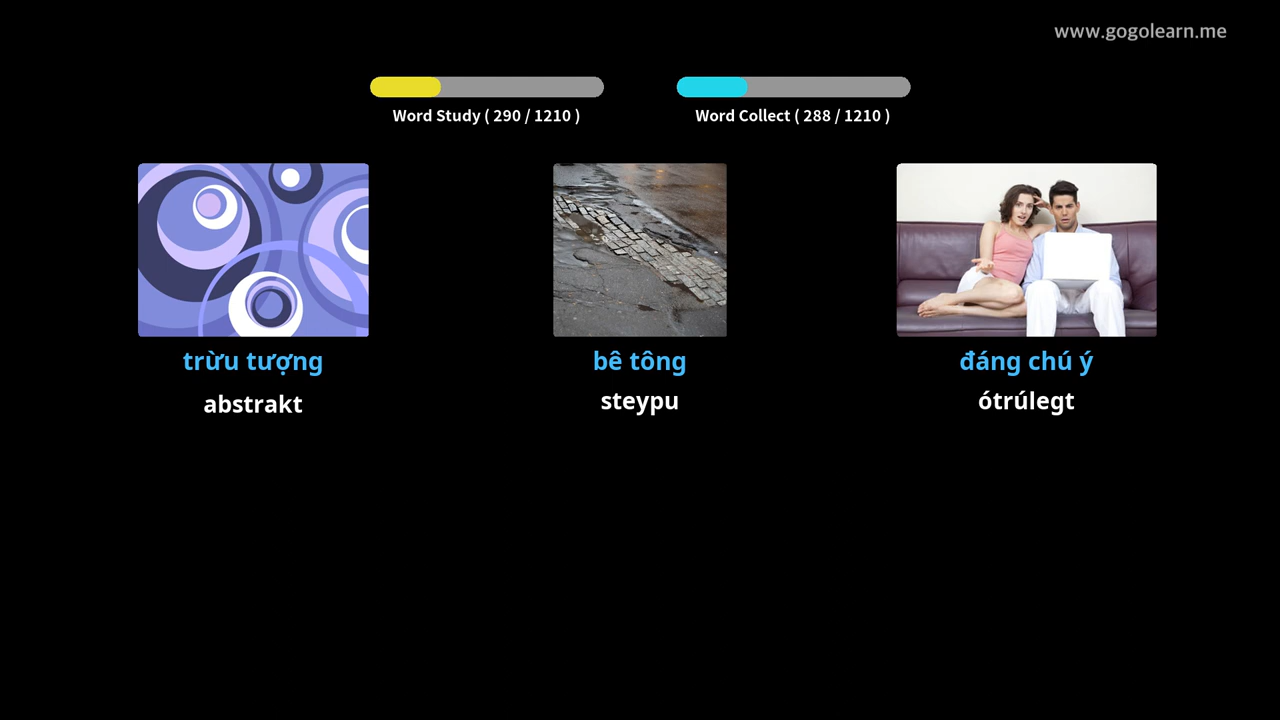 www.gogolearn.me
Word Study ( 290 / 1210 )
Word Collect ( 288 / 1210 )
trừu tượng
abstrakt
bê tông
steypu
đáng chú ý
ótrúlegt